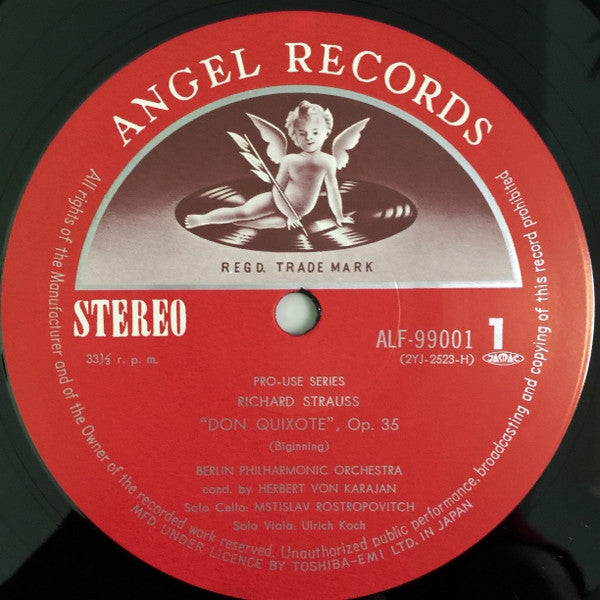 ANGEL RECORDS
REGD. TRADE MARK
STEREO
33⅓ r. p. m.
ALF-99001 1
(2YJ-2523-H) JASRAC
PRO-USE SERIES
RICHARD STRAUSS
"DON QUIXOTE", Op. 35
(Biginning)
BERLIN PHILHARMONIC ORCHESTRA
cond. by HERBERT VON KARAJAN
Solo Cello: MSTISLAV ROSTROPOVITCH
Solo Viola: Ulrich Koch
All rights of the Manufacturer and of the Owner of the recorded work reserved. Unauthorized public performance, broadcasting and copying of this record prohibited
MFD. UNDER LICENCE BY TOSHIBA-EMI LTD. IN JAPAN